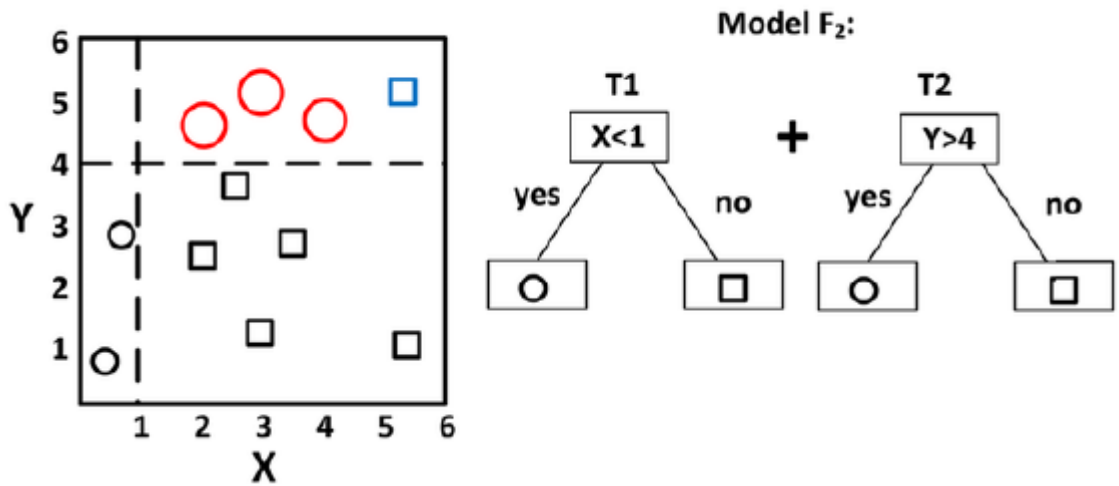 Model F₂:
6
5
4
3
2
1
Y
1 2 3 4 5 6
X
T1
X<1
yes
no
+
T2
Y>4
yes
no